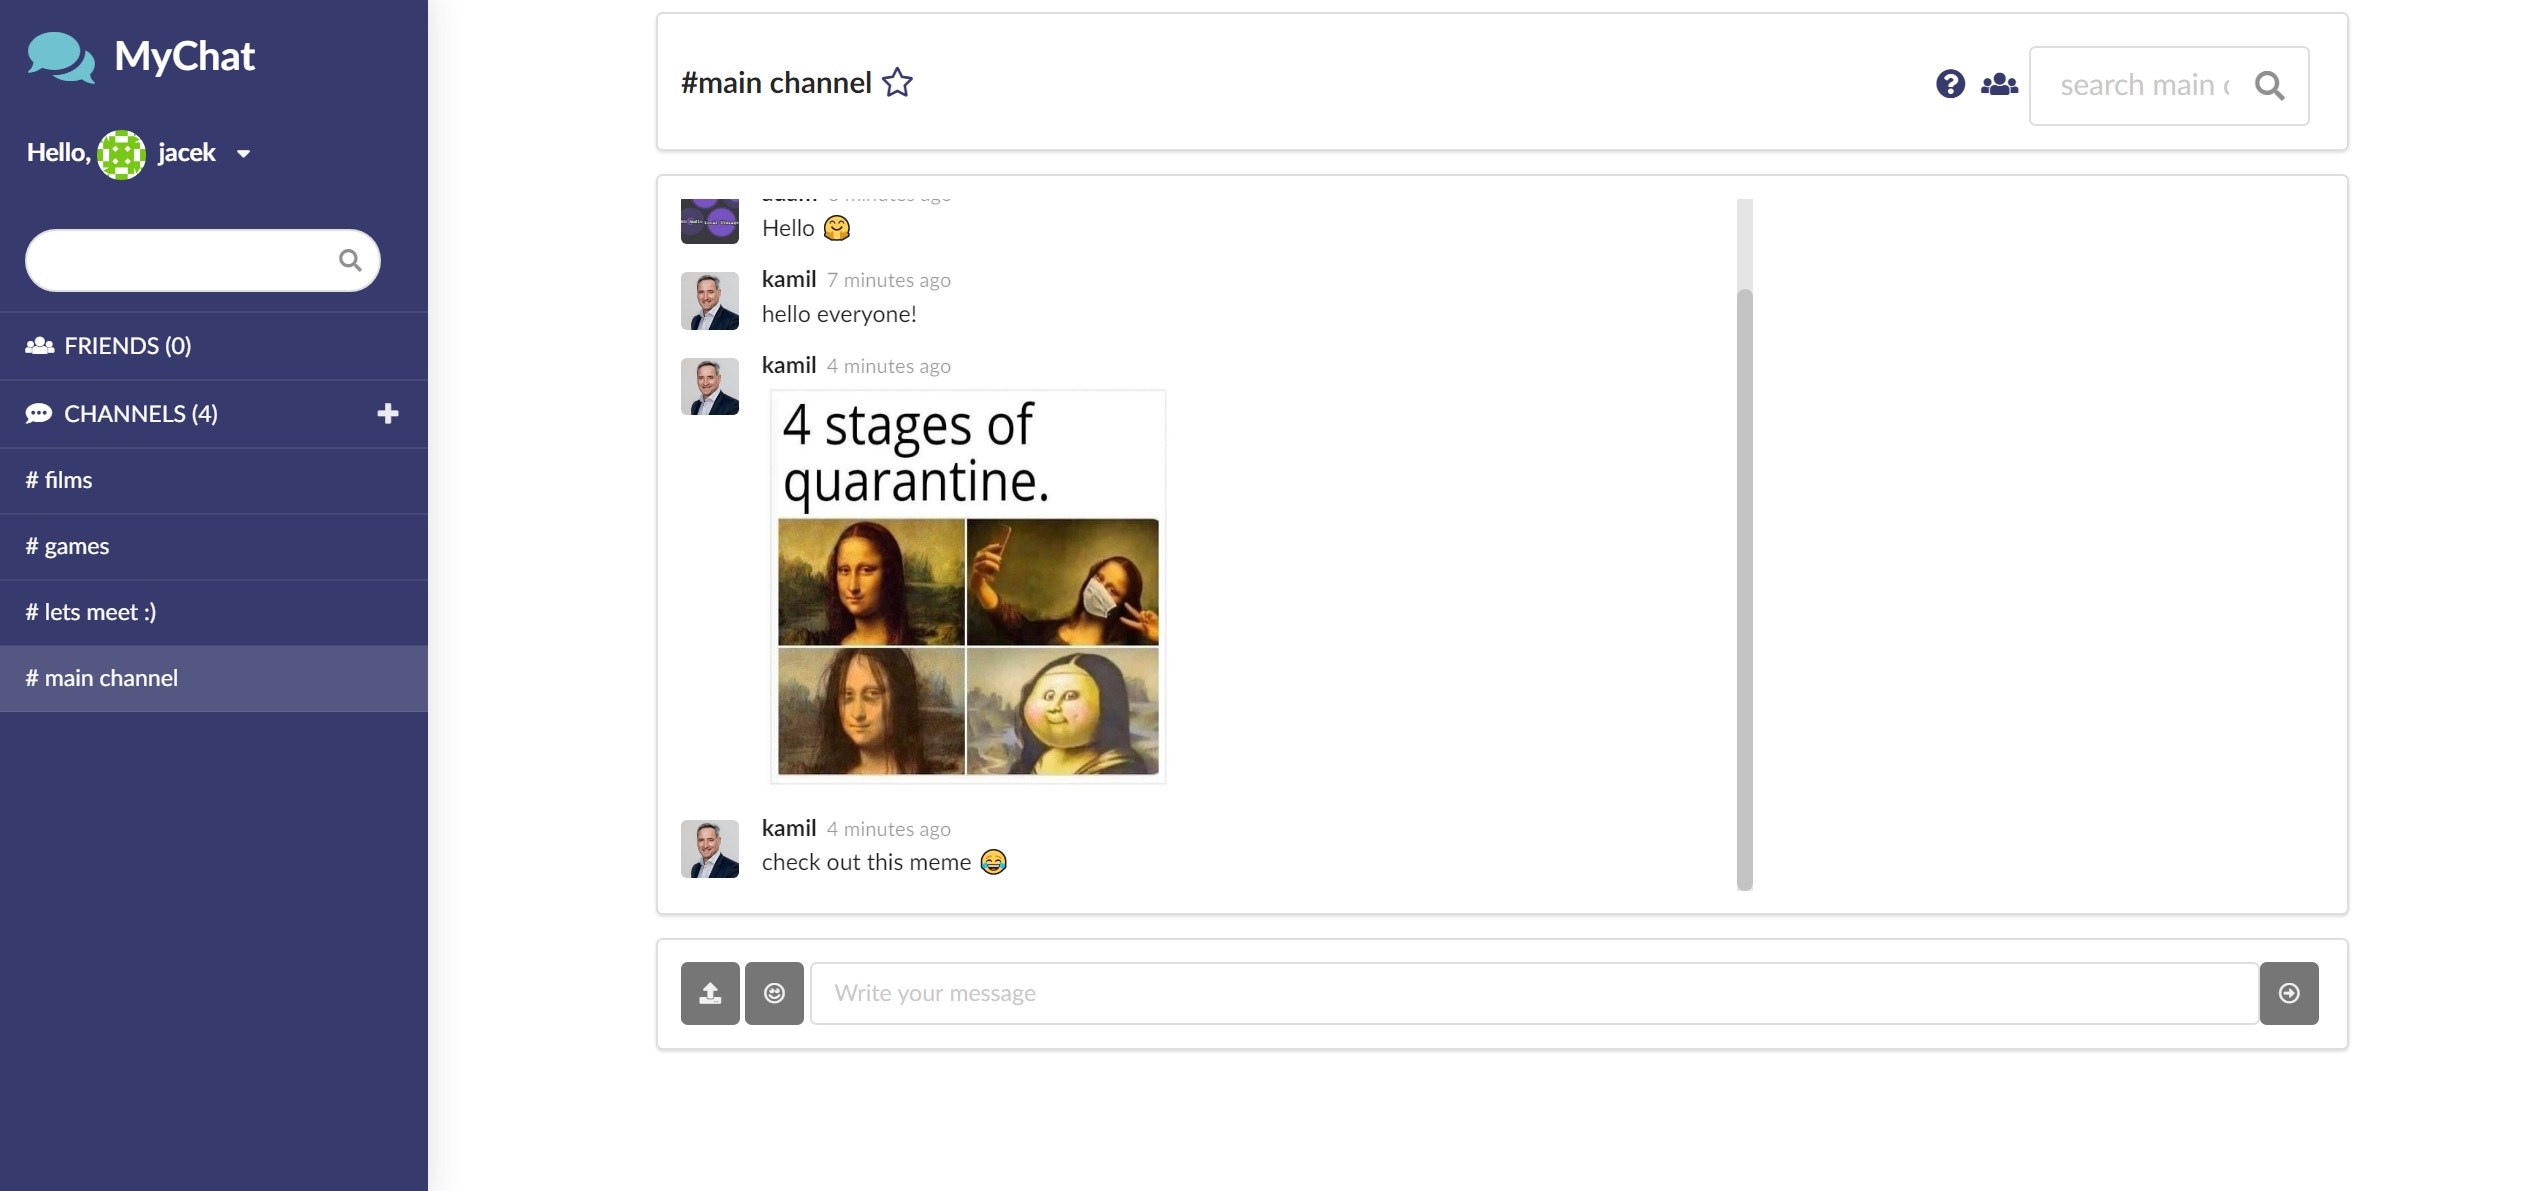 MyChat
Hello, jacek
FRIENDS (0)
CHANNELS (4)
# films
# games
# lets meet :)
# main channel
#main channel
search main
minutes ago
Hello 🤗
kamil 7 minutes ago
hello everyone!
kamil 4 minutes ago
4 stages of
quarantine.
kamil 4 minutes ago
check out this meme 😂
Write your message